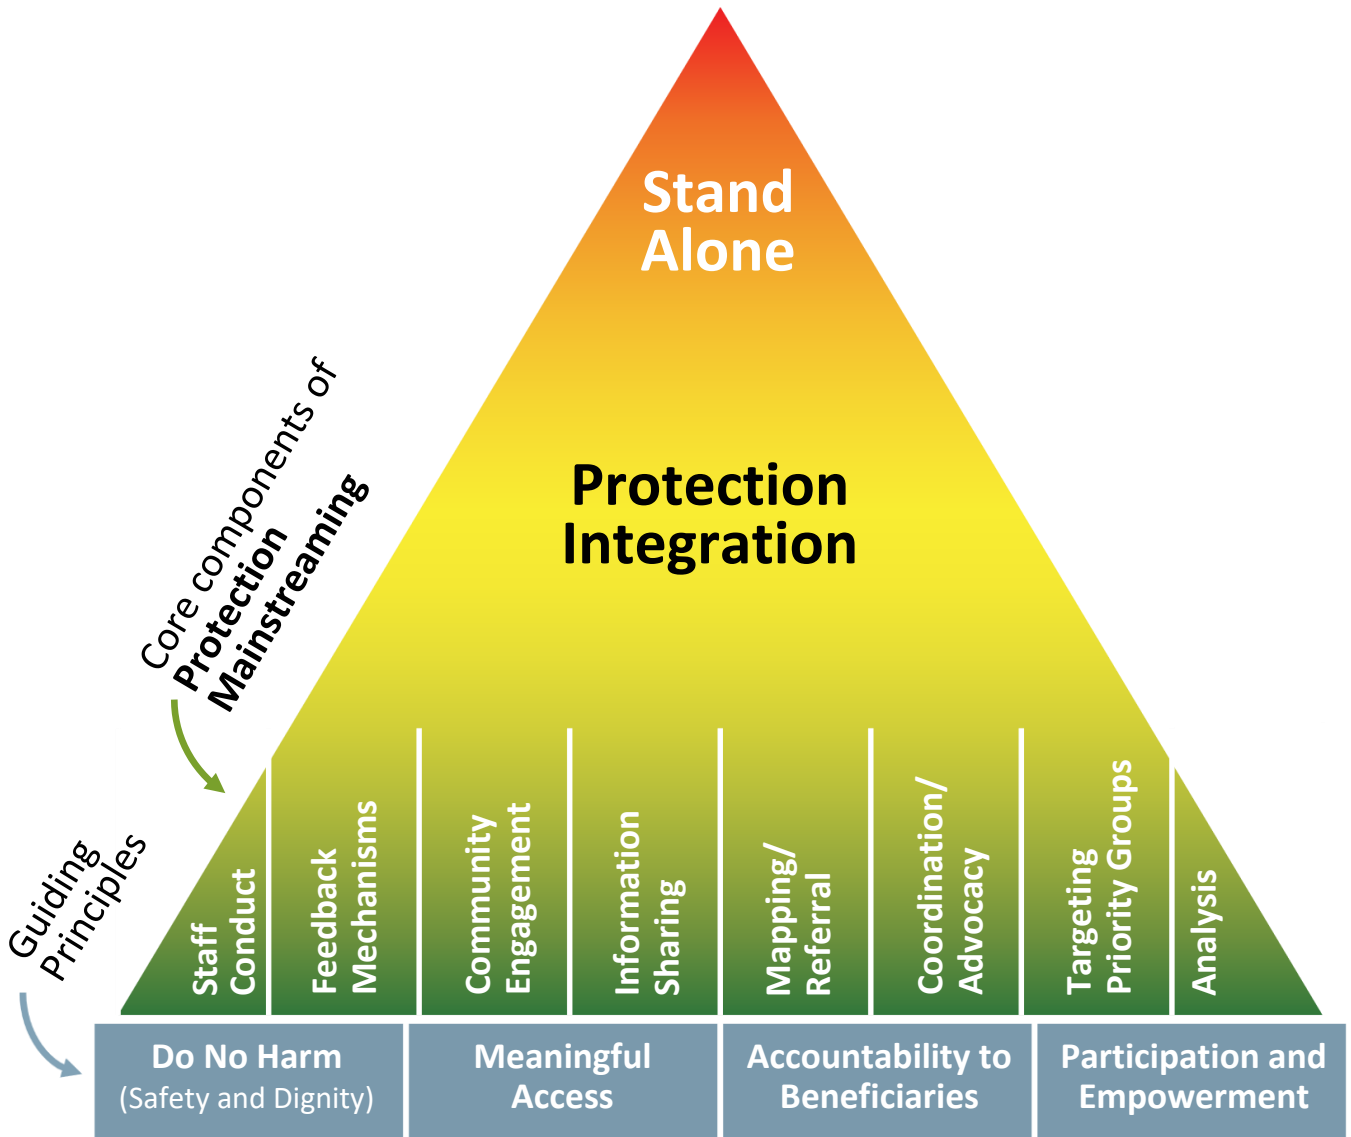 Stand
Alone
Protection
Integration
Core components of
Protection
Mainstreaming
Guiding
Principles
Staff
Conduct
Feedback
Mechanisms
Community
Engagement
Information
Sharing
Mapping/
Referral
Coordination/
Advocacy
Targeting
Priority Groups
Analysis
Do No Harm
(Safety and Dignity)
Meaningful
Access
Accountability to
Beneficiaries
Participation and
Empowerment